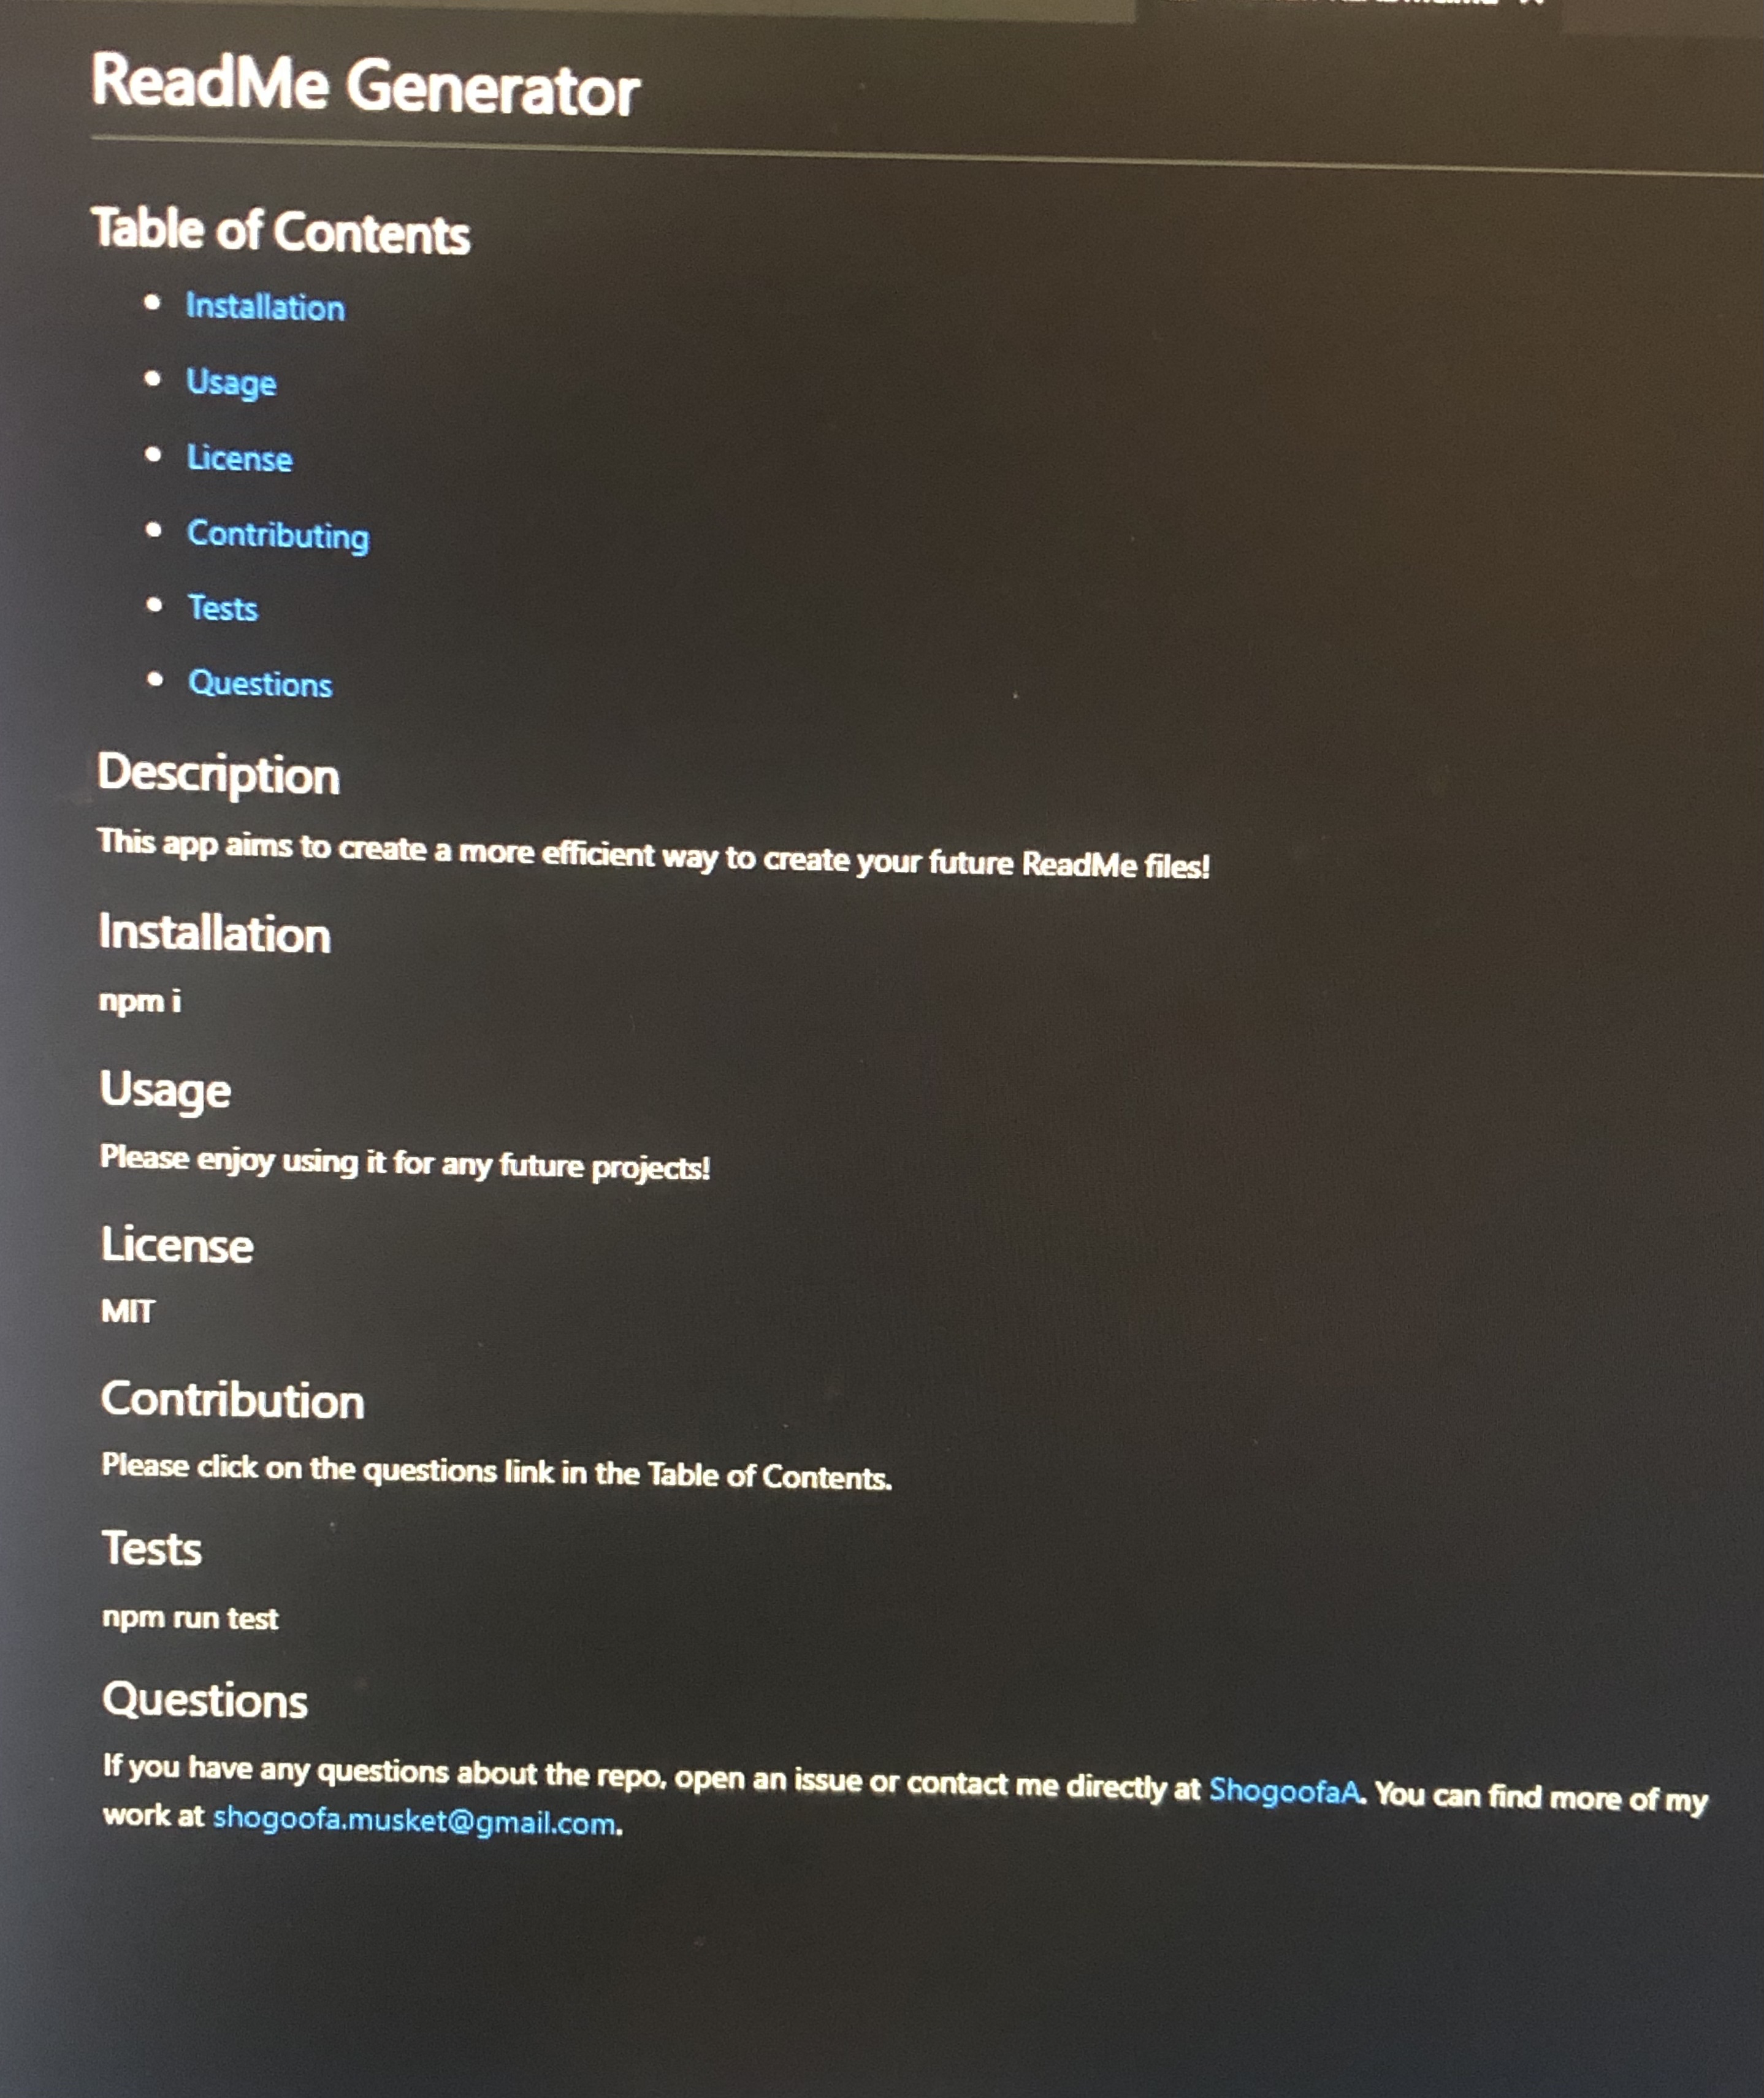 ReadMe Generator
Table of Contents
Installation
Usage
License
Contributing
Tests
Questions
Description
This app aims to create a more efficient way to create your future ReadMe files!
Installation
npm i
Usage
Please enjoy using it for any future projects!
License
MIT
Contribution
Please click on the questions link in the Table of Contents.
Tests
npm run test
Questions
If you have any questions about the repo, open an issue or contact me directly at ShogoofaA. You can find more of my
work at shogoofa.musket@gmail.com.